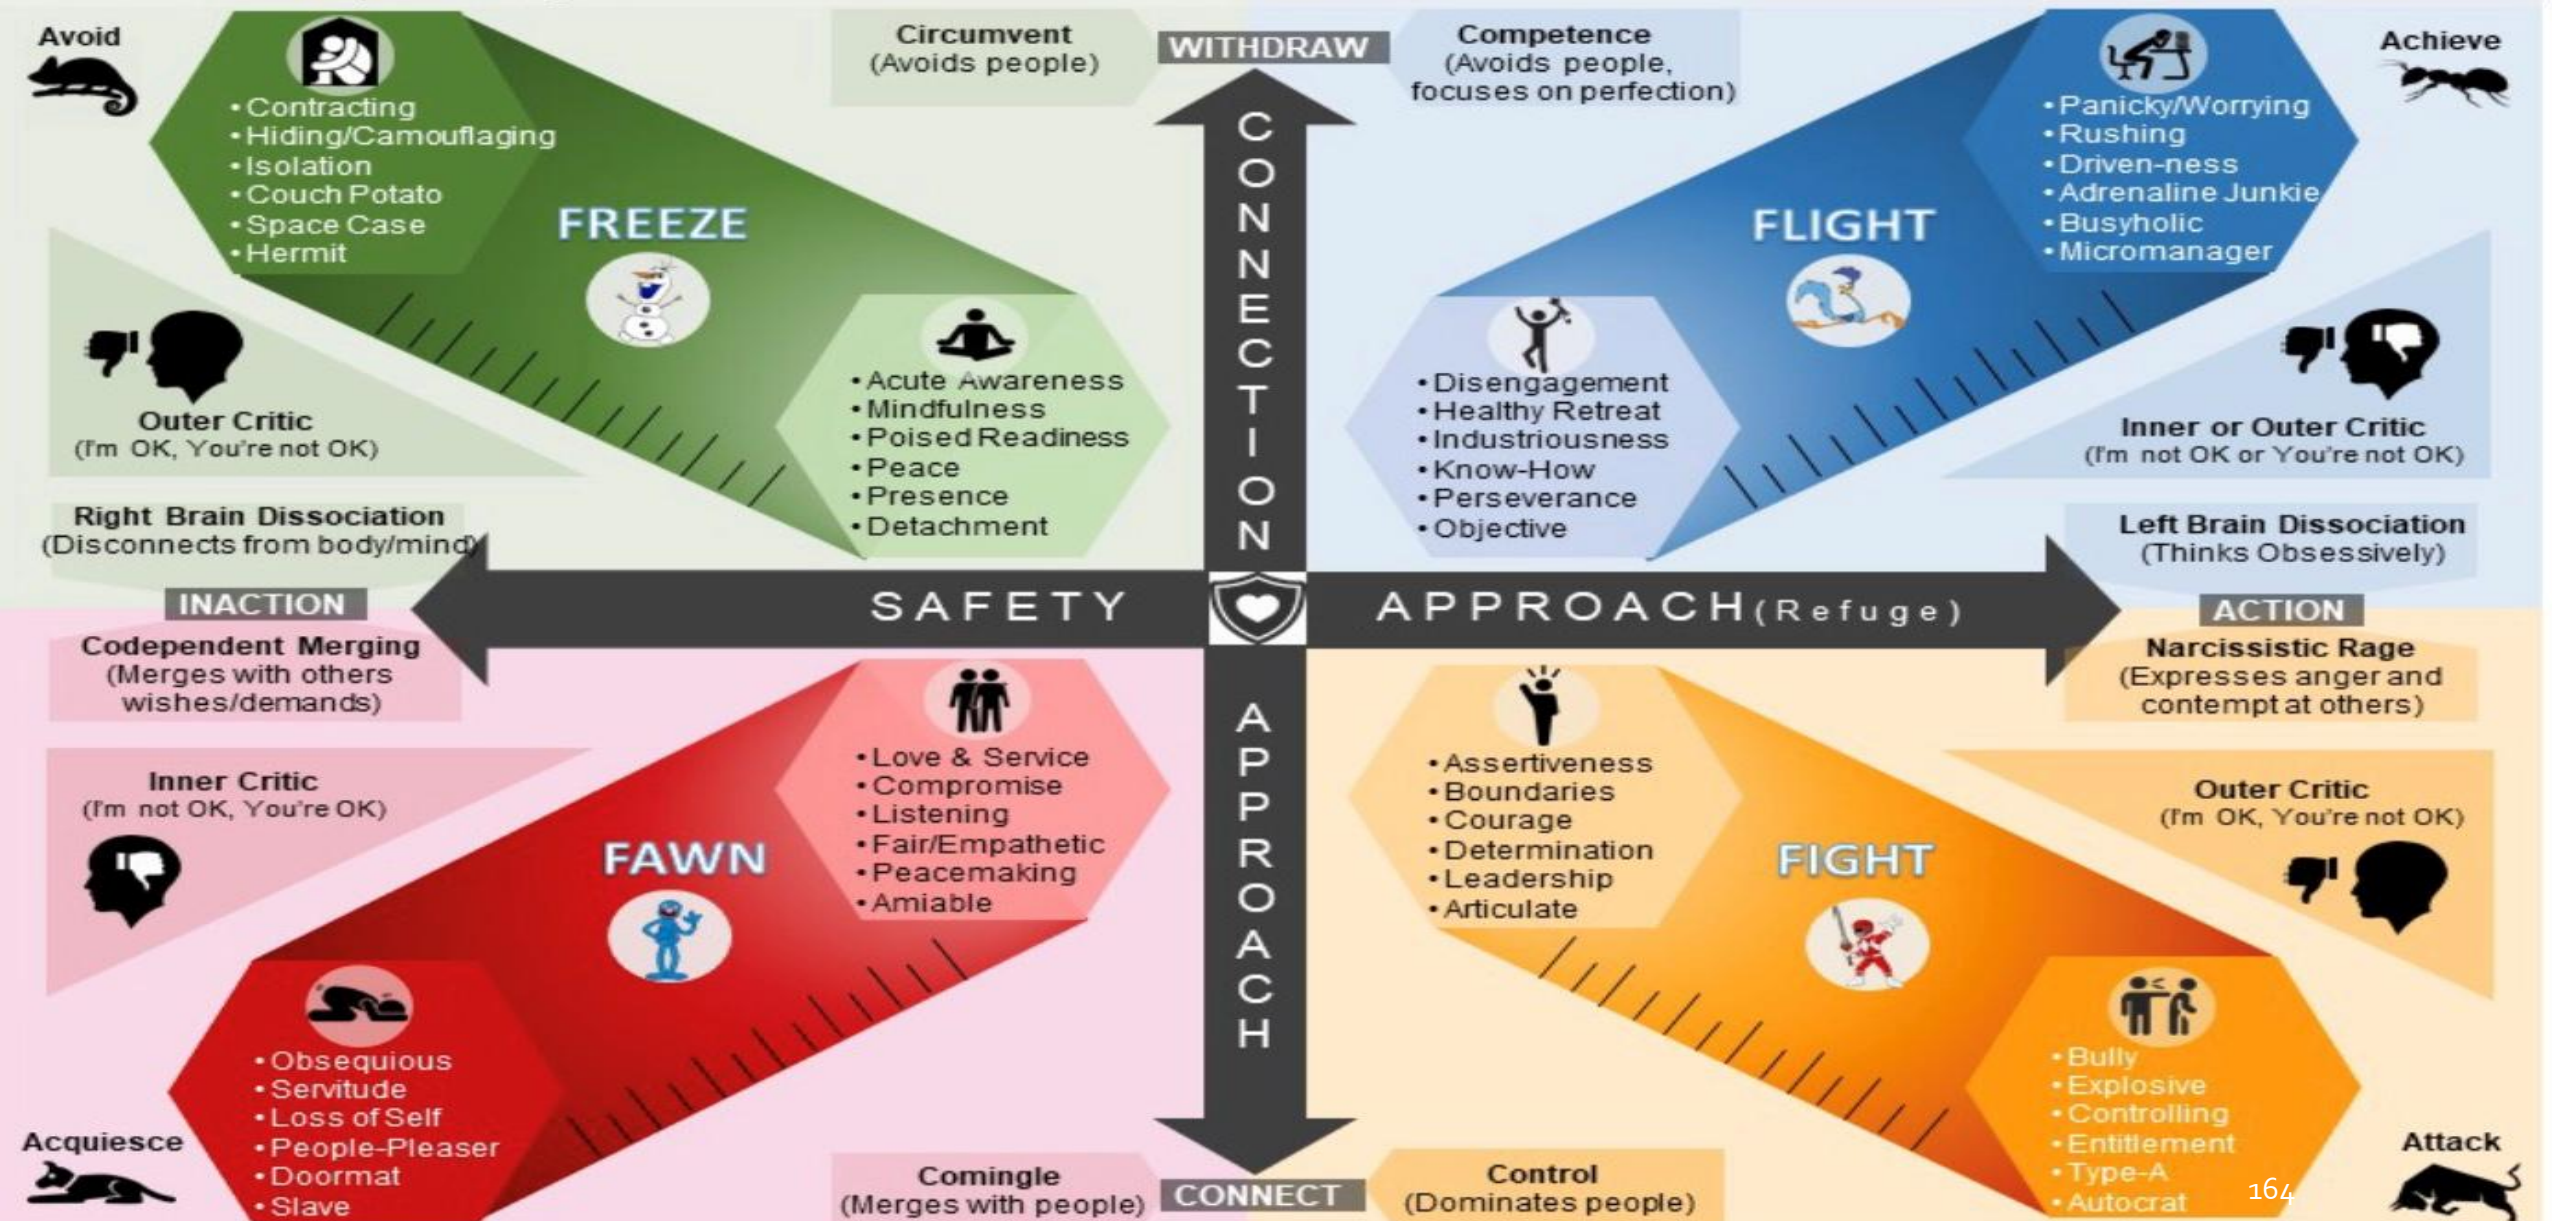 Avoid
• Contracting
• Hiding/Camouflaging
• Isolation
• Couch Potato
• Space Case
• Hermit
FREEZE
Circumvent
(Avoids people)
WITHDRAW
Competence
(Avoids people,
focuses on perfection)
Achieve
• Panicky/Worrying
• Rushing
• Driven-ness
• Adrenaline Junkie
• Busyholic
• Micromanager
FLIGHT
Outer Critic
(I'm OK, You're not OK)
• Acute Awareness
• Mindfulness
• Poised Readiness
• Peace
• Presence
• Detachment
CONNECTION
• Disengagement
• Healthy Retreat
• Industriousness
• Know-How
• Perseverance
• Objective
Inner or Outer Critic
(I'm not OK or You're not OK)
Right Brain Dissociation
(Disconnects from body/mind)
Left Brain Dissociation
(Thinks Obsessively)
INACTION
SAFETY
APPROACH (Refuge)
ACTION
Codependent Merging
(Merges with others
wishes/demands)
Narcissistic Rage
(Expresses anger and
contempt at others)
Inner Critic
(I'm not OK, You're OK)
FAWN
• Love & Service
• Compromise
• Listening
• Fair/Empathetic
• Peacemaking
• Amiable
APPROACH
• Assertiveness
• Boundaries
• Courage
• Determination
• Leadership
• Articulate
FIGHT
Outer Critic
(I'm OK, You're not OK)
Acquiesce
• Obsequious
• Servitude
• Loss of Self
• People-Pleaser
• Doormat
• Slave
Comingle
(Merges with people)
CONNECT
Control
(Dominates people)
• Bully
• Explosive
• Controlling
• Entitlement
• Type-A
• Autocrat
Attack
164